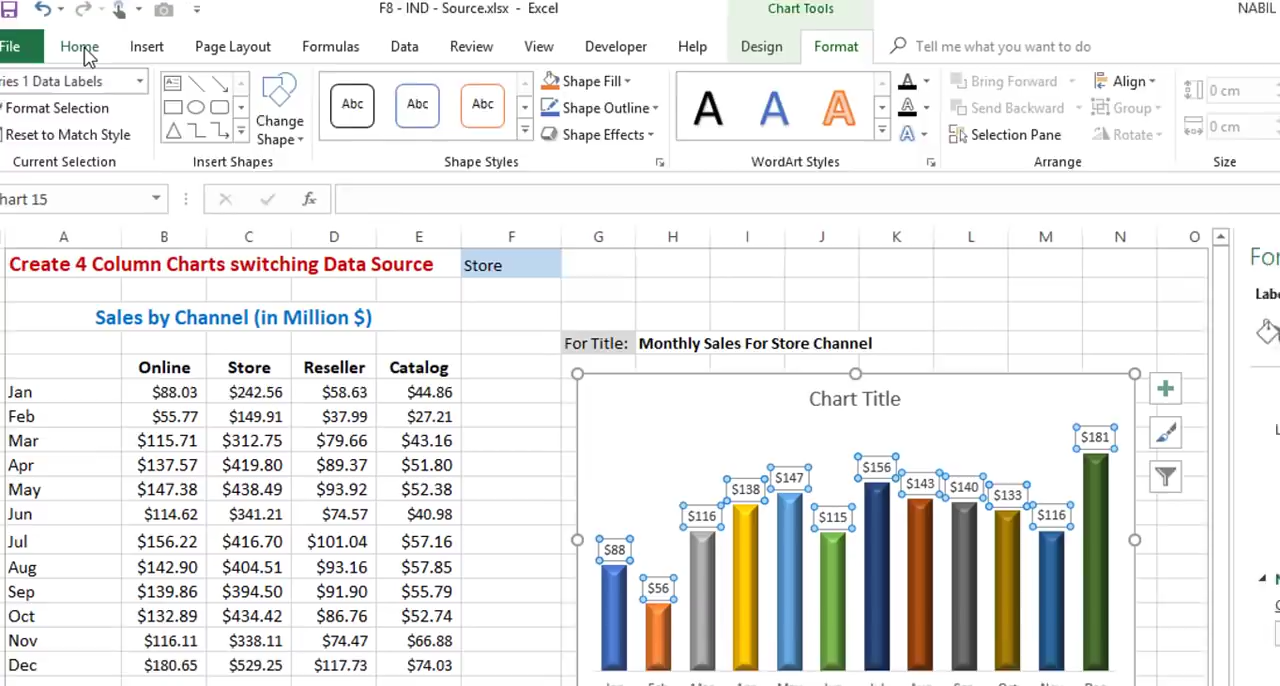 F8 - IND - Source.xlsx - Excel
Chart Tools
NABIL
File Home Insert Page Layout Formulas Data Review View Developer Help Design Format Tell me what you want to do
ries 1 Data Labels
Format Selection
Reset to Match Style
Current Selection
Change
Shape
Insert Shapes
Abc Abc Abc
Shape Fill
Shape Outline
Shape Effects
Shape Styles
A A A
A
A
A
WordArt Styles
Bring Forward
Send Backward
Selection Pane
Align
Group
Rotate
Arrange
0 cm
0 cm
Size
hart 15
fx
A B C D E F G H I J K L M N O
Create 4 Column Charts switching Data Source Store
Sales by Channel (in Million $)
For Title: Monthly Sales For Store Channel
Online Store Reseller Catalog
Jan $88.03 $242.56 $58.63 $44.86
Feb $55.77 $149.91 $37.99 $27.21
Mar $115.71 $312.75 $79.66 $43.16
Apr $137.57 $419.80 $89.37 $51.80
May $147.38 $438.49 $93.92 $52.38
Jun $114.62 $341.21 $74.57 $40.98
Jul $156.22 $416.70 $101.04 $57.16
Aug $142.90 $404.51 $93.16 $57.85
Sep $139.86 $394.50 $91.90 $55.79
Oct $132.89 $434.42 $86.76 $52.74
Nov $116.11 $338.11 $74.47 $66.88
Dec $180.65 $529.25 $117.73 $74.03
Chart Title
$88 $56 $116 $138 $147 $115 $156 $143 $140 $133 $116 $181
For
Labe